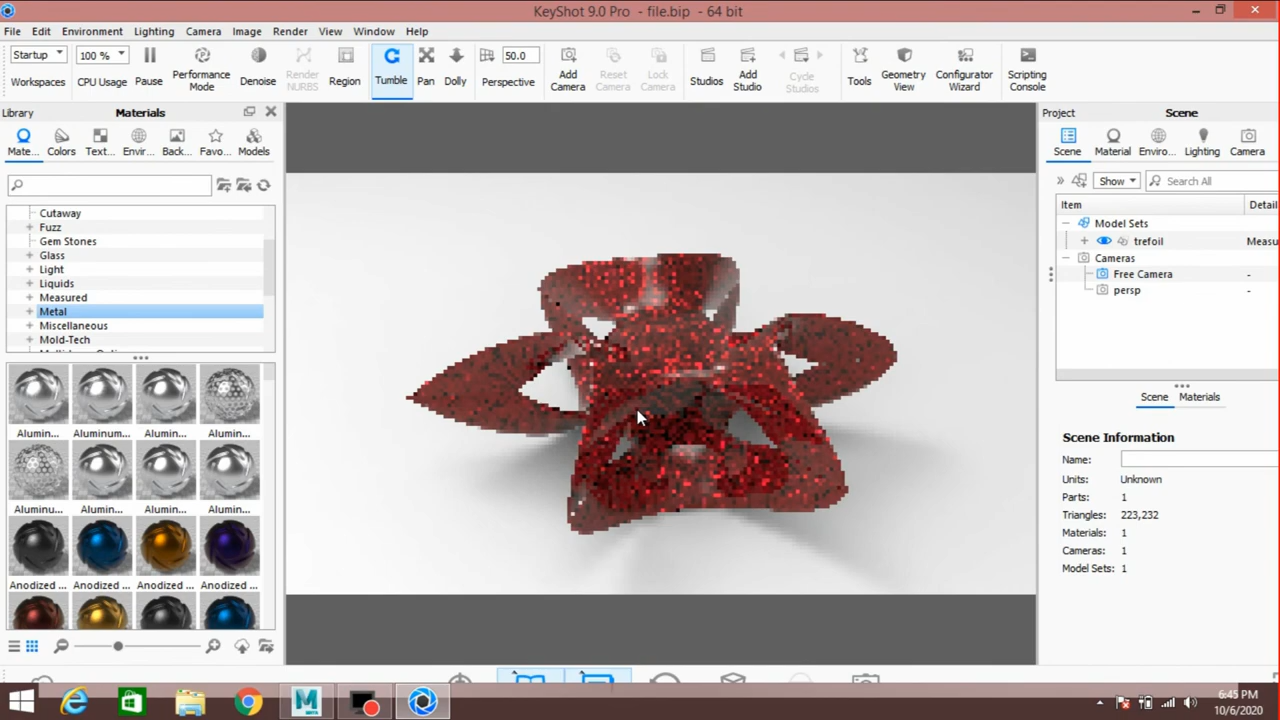 KeyShot 9.0 Pro - file.bip - 64 bit
File Edit Environment Lighting Camera Image Render View Window Help
Startup 100 % 50.0
Workspaces CPU Usage Pause Performance Mode Denoise Render NURBS Region Tumble Pan Dolly Perspective Add Camera Reset Camera Lock Camera Studios Add Studio Cycle Studios Tools Geometry View Configurator Wizard Scripting Console
Library Materials
Mate... Colors Text... Envir... Back... Favo... Models
Cutaway
Fuzz
Gem Stones
Glass
Light
Liquids
Measured
Metal
Miscellaneous
Mold-Tech
Alumin... Aluminum... Alumin... Alumin...
Aluminu... Alumin... Alumin... Alumin...
Anodized ... Anodized ... Anodized ... Anodized ...
Project Scene
Scene Material Enviro... Lighting Camera
Show Search All
Item Detai
Model Sets
trefoil Measu
Cameras
Free Camera -
persp -
Scene Materials
Scene Information
Name:
Units: Unknown
Parts: 1
Triangles: 223,232
Materials: 1
Cameras: 1
Model Sets: 1
6:45 PM
10/6/2020